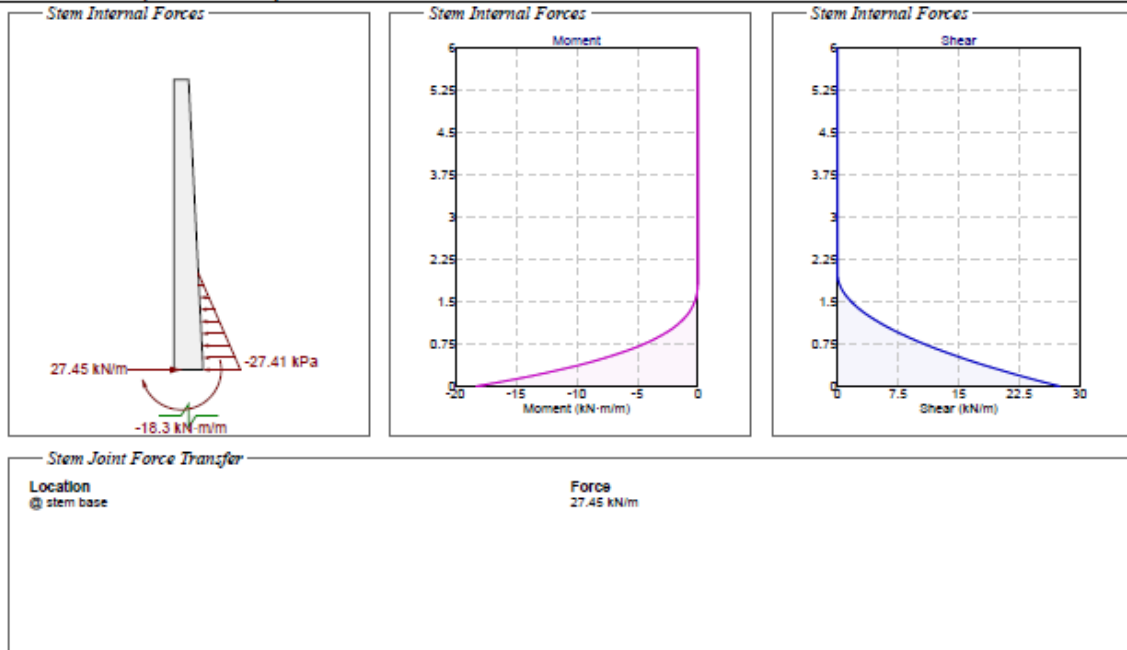 Stem Internal Forces
27.45 kN/m
-27.41 kPa
-18.3 kN·m/m
Stem Internal Forces
Moment
6
5.25
4.5
3.75
3
2.25
1.5
0.75
0
-20 -15 -10 -5 0
Moment (kN·m/m)
Stem Internal Forces
Shear
6
5.25
4.5
3.75
3
2.25
1.5
0.75
0
0 7.5 15 22.5 30
Shear (kN/m)
Stem Joint Force Transfer
Location Force
@ stem base 27.45 kN/m